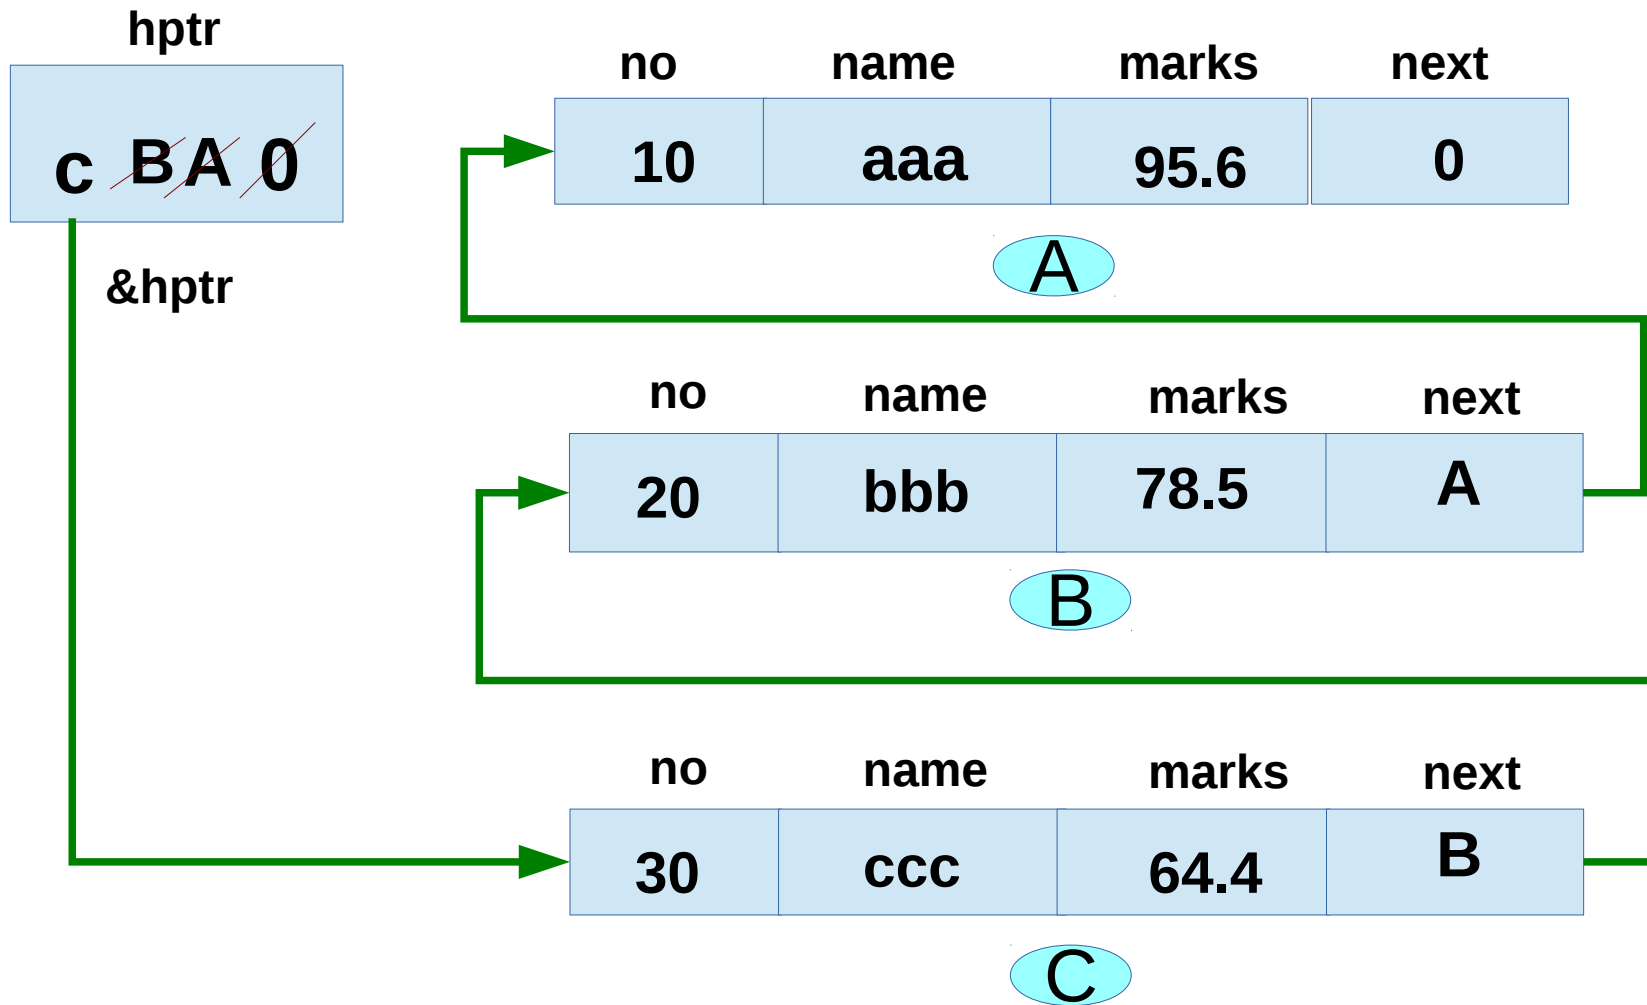 hptr
c B A 0
&hptr
no name marks next
10 aaa 95.6 0
A
no name marks next
20 bbb 78.5 A
B
no name marks next
30 ccc 64.4 B
C